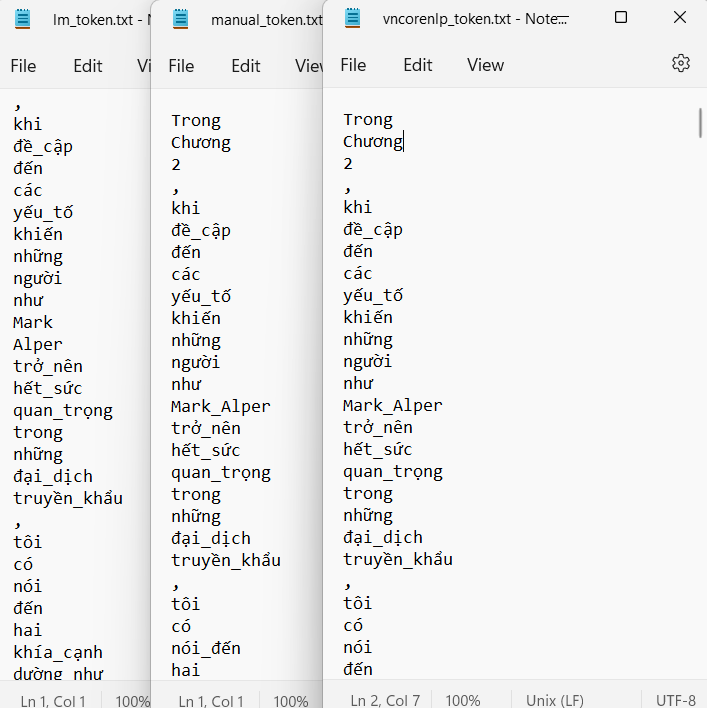 lm_token.txt - N
File Edit Vi
,
khi
đề_cập
đến
các
yếu_tố
khiến
những
người
như
Mark
Alper
trở_nên
hết_sức
quan_trọng
trong
những
đại_dịch
truyền_khẩu
,
tôi
có
nói
đến
hai
khía_cạnh
dường_như
Ln 1, Col 1 100%
manual_token.txt
File Edit View
Trong
Chương
2
,
khi
đề_cập
đến
các
yếu_tố
khiến
những
người
như
Mark_Alper
trở_nên
hết_sức
quan_trọng
trong
những
đại_dịch
truyền_khẩu
,
tôi
có
nói_đến
hai
Ln 1, Col 1 100%
vncorenlp_token.txt - Note...
File Edit View
Trong
Chương
2
,
khi
đề_cập
đến
các
yếu_tố
khiến
những
người
như
Mark_Alper
trở_nên
hết_sức
quan_trọng
trong
những
đại_dịch
truyền_khẩu
,
tôi
có
nói
đến
Ln 2, Col 7 100% Unix (LF) UTF-8